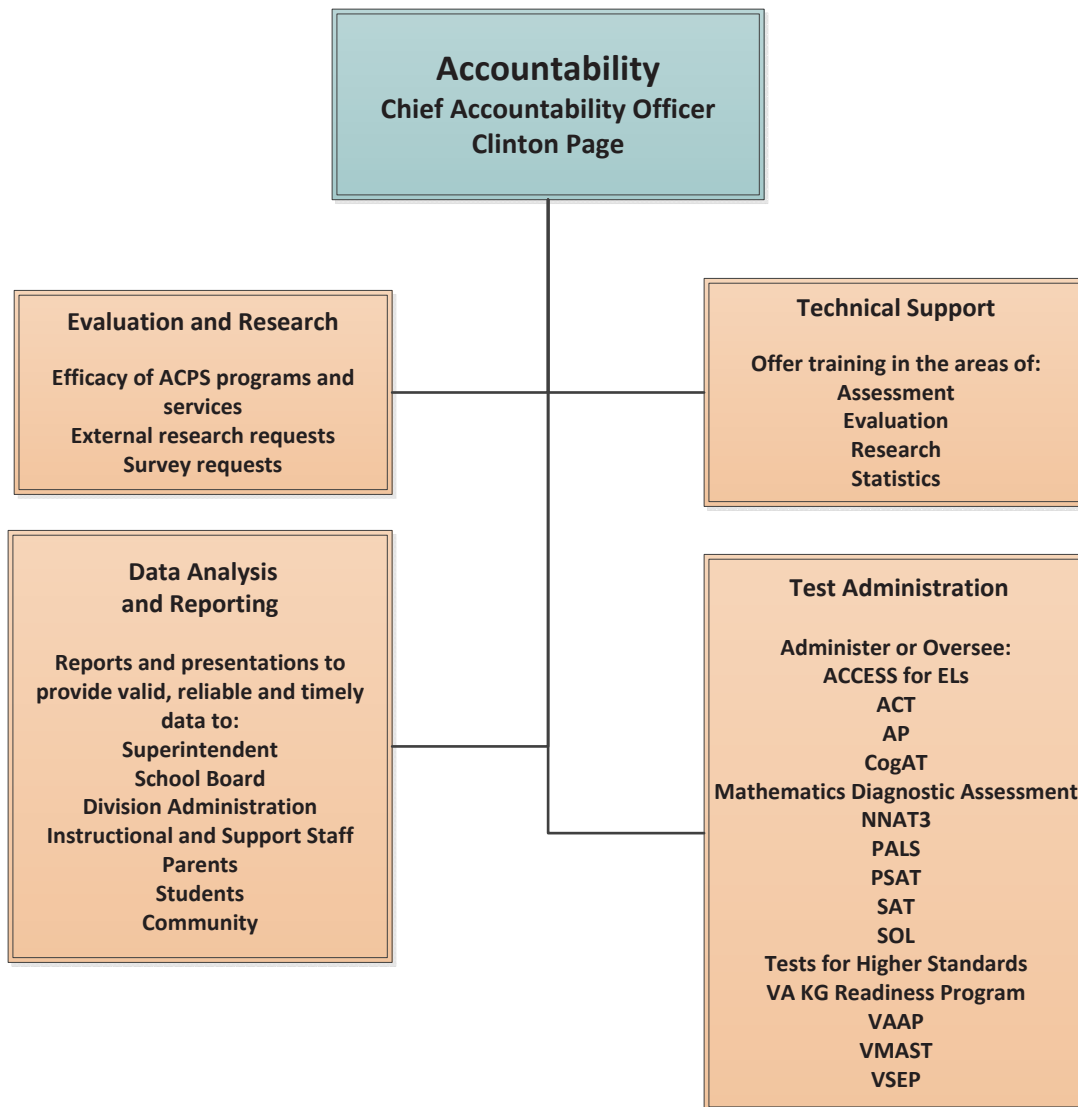 Accountability
Chief Accountability Officer
Clinton Page
Evaluation and Research
Efficacy of ACPS programs and
services
External research requests
Survey requests
Technical Support
Offer training in the areas of:
Assessment
Evaluation
Research
Statistics
Data Analysis
and Reporting
Reports and presentations to
provide valid, reliable and timely
data to:
Superintendent
School Board
Division Administration
Instructional and Support Staff
Parents
Students
Community
Test Administration
Administer or Oversee:
ACCESS for ELs
ACT
AP
CogAT
Mathematics Diagnostic Assessment
NNAT3
PALS
PSAT
SAT
SOL
Tests for Higher Standards
VA KG Readiness Program
VAAP
VMAST
VSEP